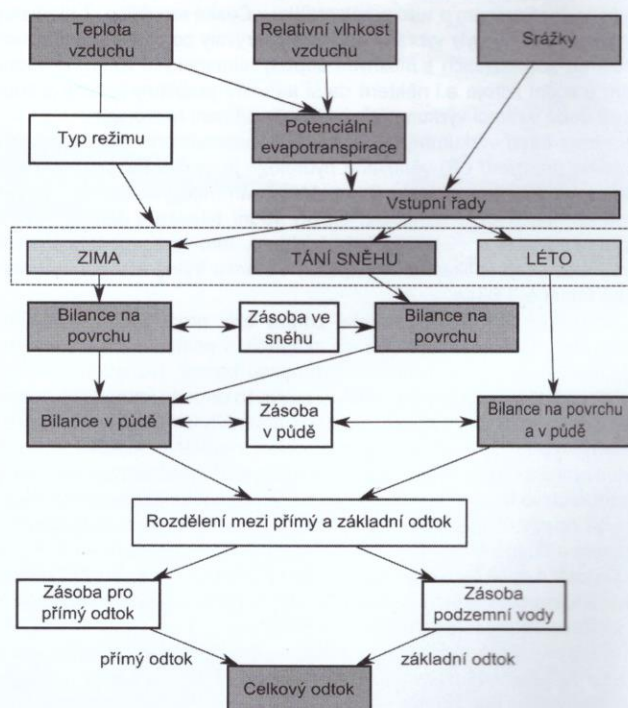 Teplota
vzduchu
Relativní vlhkost
vzduchu
Srážky
Typ režimu
Potenciální
evapotranspirace
Vstupní řady
ZIMA
TÁNÍ SNĚHU
LÉTO
Bilance na
povrchu
Zásoba ve
sněhu
Bilance na
povrchu
Bilance v půdě
Zásoba
v půdě
Bilance na povrchu
a v půdě
Rozdělení mezi přímý a základní odtok
Zásoba pro
přímý odtok
Zásoba
podzemní vody
přímý odtok
základní odtok
Celkový odtok